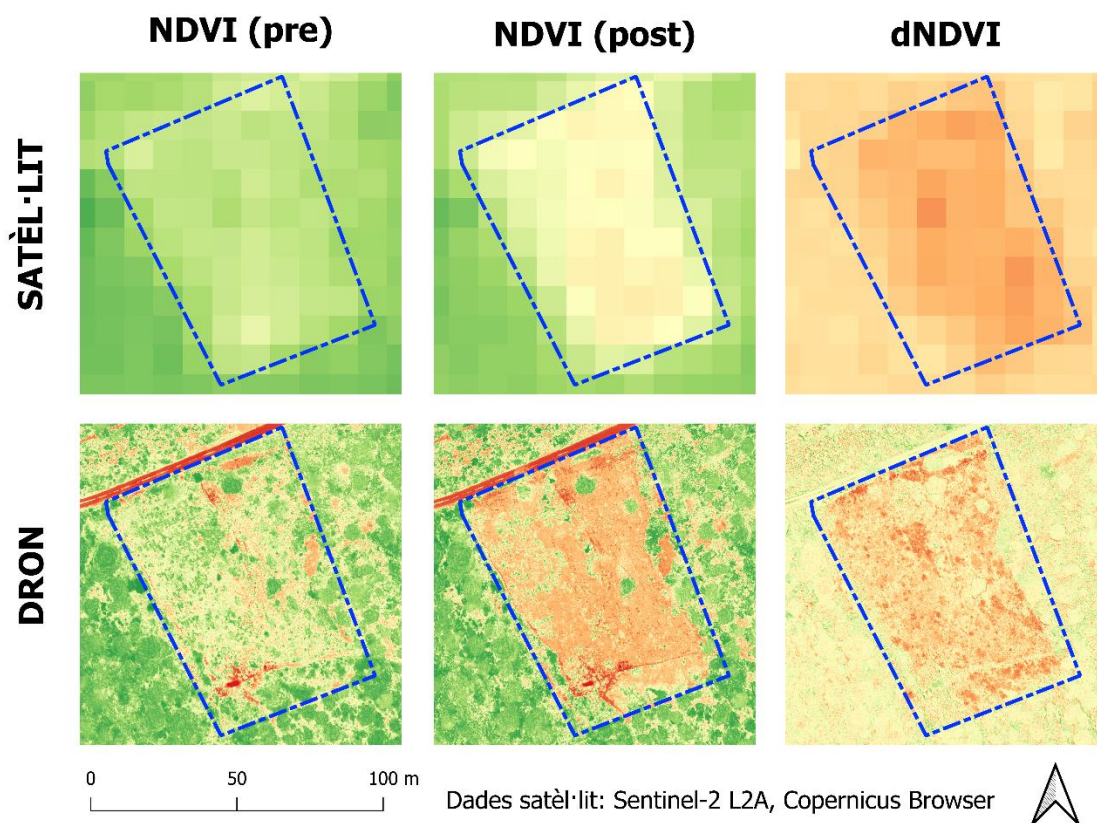 NDVI (pre)
NDVI (post)
dNDVI
SATÈL·LIT
DRON
0
50
100 m
Dades satèl·lit: Sentinel-2 L2A, Copernicus Browser